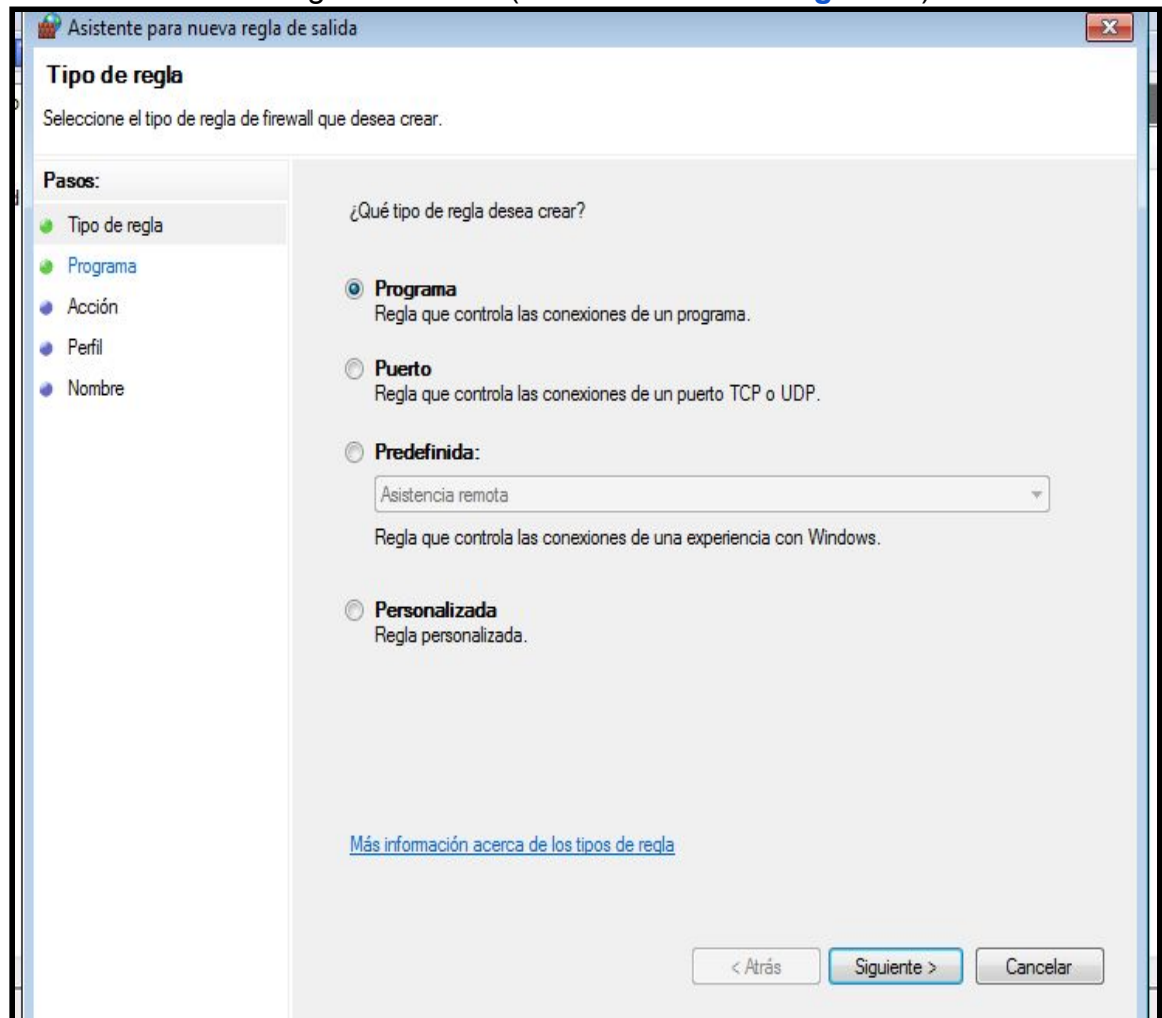 Asistente para nueva regla de salida
Tipo de regla
Seleccione el tipo de regla de firewall que desea crear.
Pasos:
Tipo de regla
Programa
Acción
Perfil
Nombre
¿Qué tipo de regla desea crear?
Programa
Regla que controla las conexiones de un programa.
Puerto
Regla que controla las conexiones de un puerto TCP o UDP.
Predefinida:
Asistencia remota
Regla que controla las conexiones de una experiencia con Windows.
Personalizada
Regla personalizada.
Más información acerca de los tipos de regla
< Atrás
Siguiente >
Cancelar